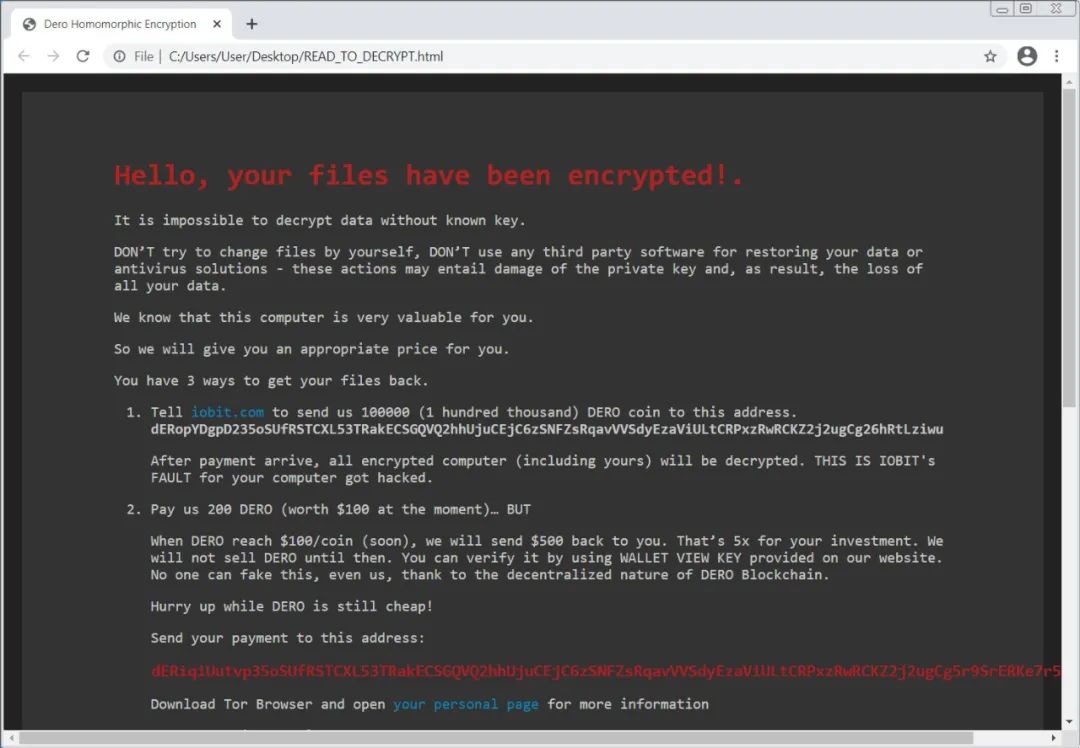 Dero Homomorphic Encryption
File | C:/Users/User/Desktop/READ_TO_DECRYPT.html
Hello, your files have been encrypted!.
It is impossible to decrypt data without known key.
DON’T try to change files by yourself, DON’T use any third party software for restoring your data or
antivirus solutions - these actions may entail damage of the private key and, as result, the loss of
all your data.
We know that this computer is very valuable for you.
So we will give you an appropriate price for you.
You have 3 ways to get your files back.
1. Tell iobit.com to send us 100000 (1 hundred thousand) DERO coin to this address.
dERopYDgpD235oSUfRSTCXL53TRakECSGQVQ2hhUjuCEjC6zSNFZsRqavVVSdyEzaViULtCRPxzRwRCKZ2j2ugCg26hRtLziwu
After payment arrive, all encrypted computer (including yours) will be decrypted. THIS IS IOBIT's
FAULT for your computer got hacked.
2. Pay us 200 DERO (worth $100 at the moment)… BUT
When DERO reach $100/coin (soon), we will send $500 back to you. That’s 5x for your investment. We
will not sell DERO until then. You can verify it by using WALLET VIEW KEY provided on our website.
No one can fake this, even us, thank to the decentralized nature of DERO Blockchain.
Hurry up while DERO is still cheap!
Send your payment to this address:
dERiq1Uutvp35oSUfRSTCXL53TRakECSGQVQ2hhUjuCEjC6zSNFZsRqavVVSdyEzaViULtCRPxzRwRCKZ2j2ugCg5r9SrERKe7r5
Download Tor Browser and open your personal page for more information